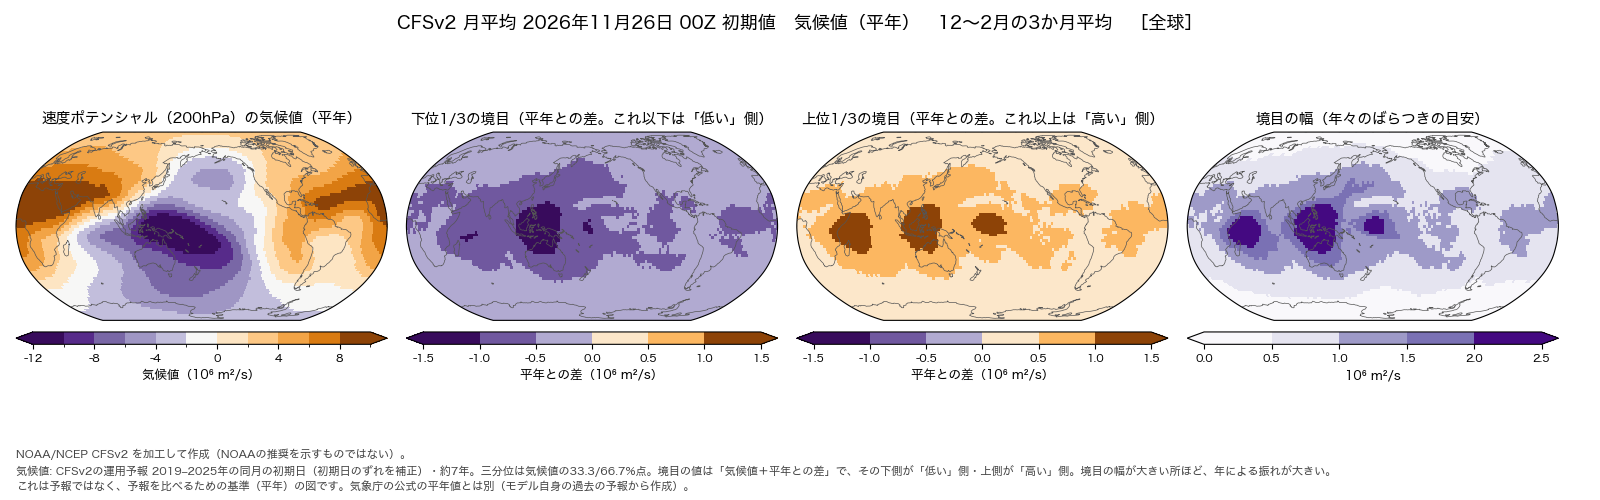 CFSv2 月平均 2026年11月26日 00Z 初期値　気候値（平年）　12～2月の3か月平均　［全球］
速度ポテンシャル（200hPa）の気候値（平年）
下位1/3の境目（平年との差。これ以下は「低い」側）
上位1/3の境目（平年との差。これ以上は「高い」側）
境目の幅（年々のばらつきの目安）
-12 -8 -4 0 4 8
気候値（10⁶ m²/s）
-1.5 -1.0 -0.5 0.0 0.5 1.0 1.5
平年との差（10⁶ m²/s）
-1.5 -1.0 -0.5 0.0 0.5 1.0 1.5
平年との差（10⁶ m²/s）
0.0 0.5 1.0 1.5 2.0 2.5
10⁶ m²/s
NOAA/NCEP CFSv2 を加工して作成（NOAAの推奨を示すものではない）。
気候値: CFSv2の運用予報 2019–2025年の同月の初期日（初期日のずれを補正）・約7年。三分位は気候値の33.3/66.7%点。境目の値は「気候値＋平年との差」で、その下側が「低い」側・上側が「高い」側。境目の幅が大きい所ほど、年による振れが大きい。
これは予報ではなく、予報を比べるための基準（平年）の図です。気象庁の公式の平年値とは別（モデル自身の過去の予報から作成）。